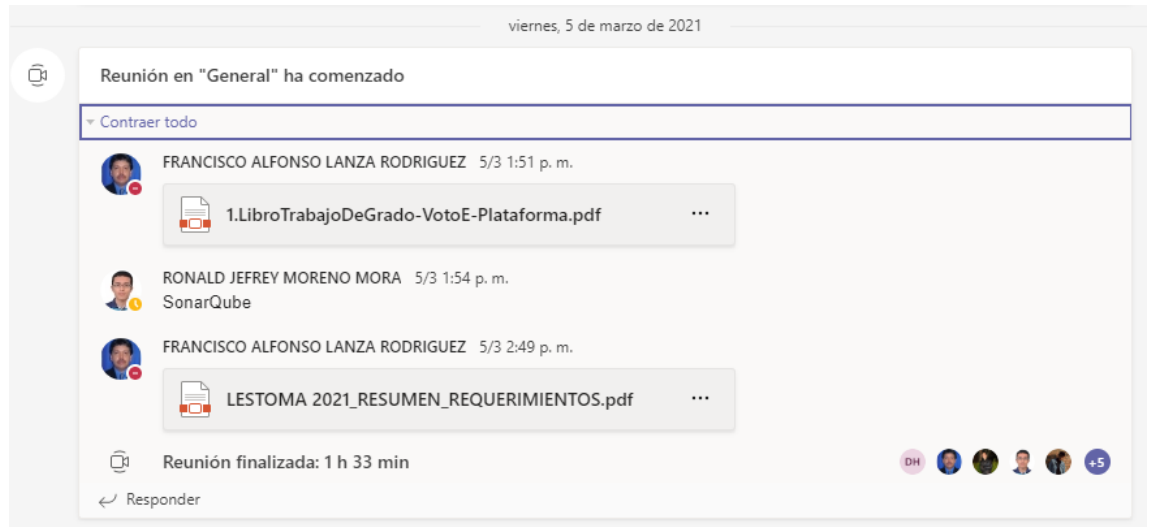 viernes, 5 de marzo de 2021
Reunión en "General" ha comenzado
Contraer todo
FRANCISCO ALFONSO LANZA RODRIGUEZ 5/3 1:51 p. m.
1.LibroTrabajoDeGrado-VotoE-Plataforma.pdf ...
RONALD JEFREY MORENO MORA 5/3 1:54 p. m.
SonarQube
FRANCISCO ALFONSO LANZA RODRIGUEZ 5/3 2:49 p. m.
LESTOMA 2021_RESUMEN_REQUERIMIENTOS.pdf ...
Reunión finalizada: 1 h 33 min DH +5
Responder